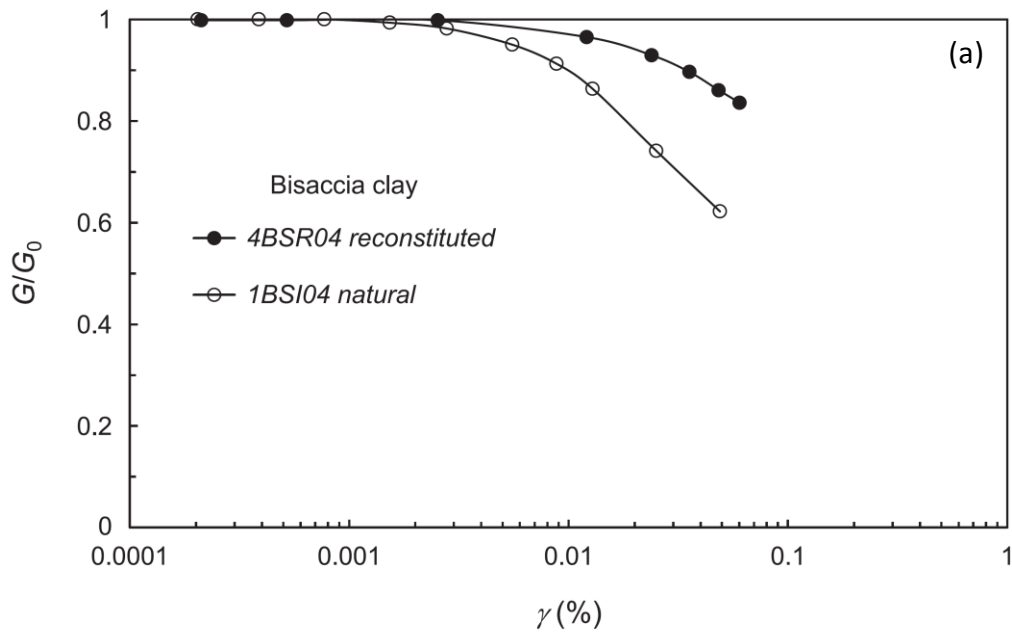 1
(a)
0.8
Bisaccia clay
0.6
4BSR04 reconstituted
G/G₀
1BSI04 natural
0.4
0.2
0
0.0001 0.001 0.01 0.1 1
γ (%)